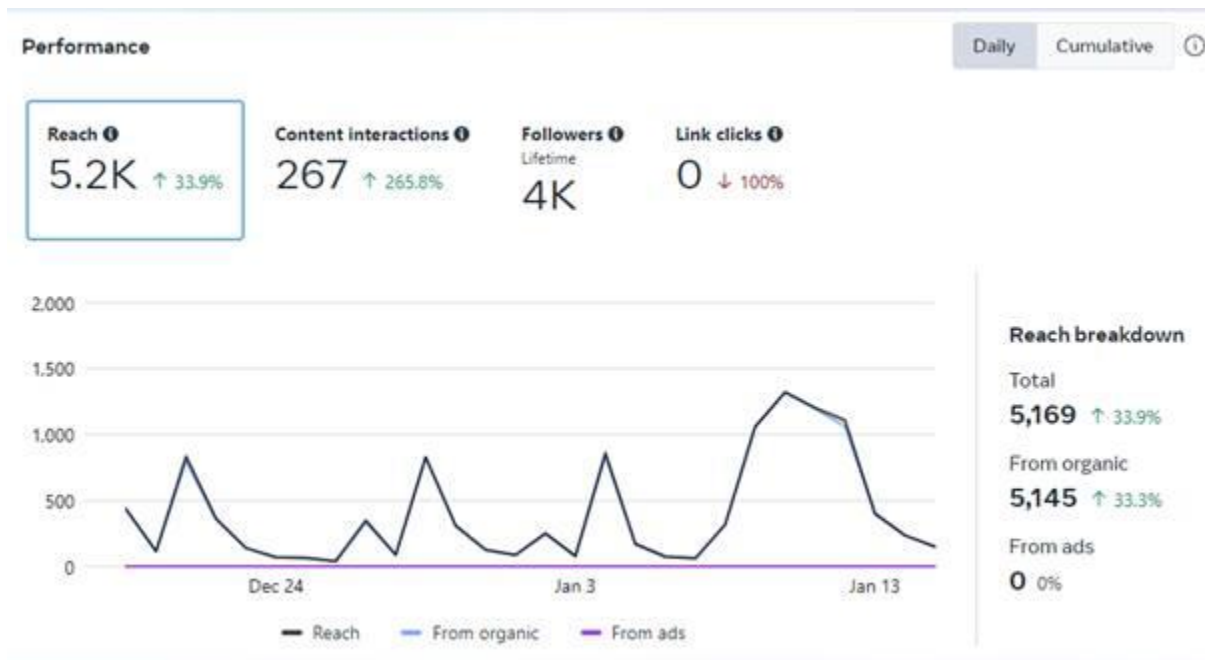 Performance
Daily Cumulative
Reach Content interactions Followers Link clicks
Lifetime
5.2K ↑ 33.9% 267 ↑ 265.8% 4K 0 ↓ 100%
2,000
1,500
1,000
500
0
Dec 24 Jan 3 Jan 13
Reach From organic From ads
Reach breakdown
Total
5,169 ↑ 33.9%
From organic
5,145 ↑ 33.3%
From ads
0 0%